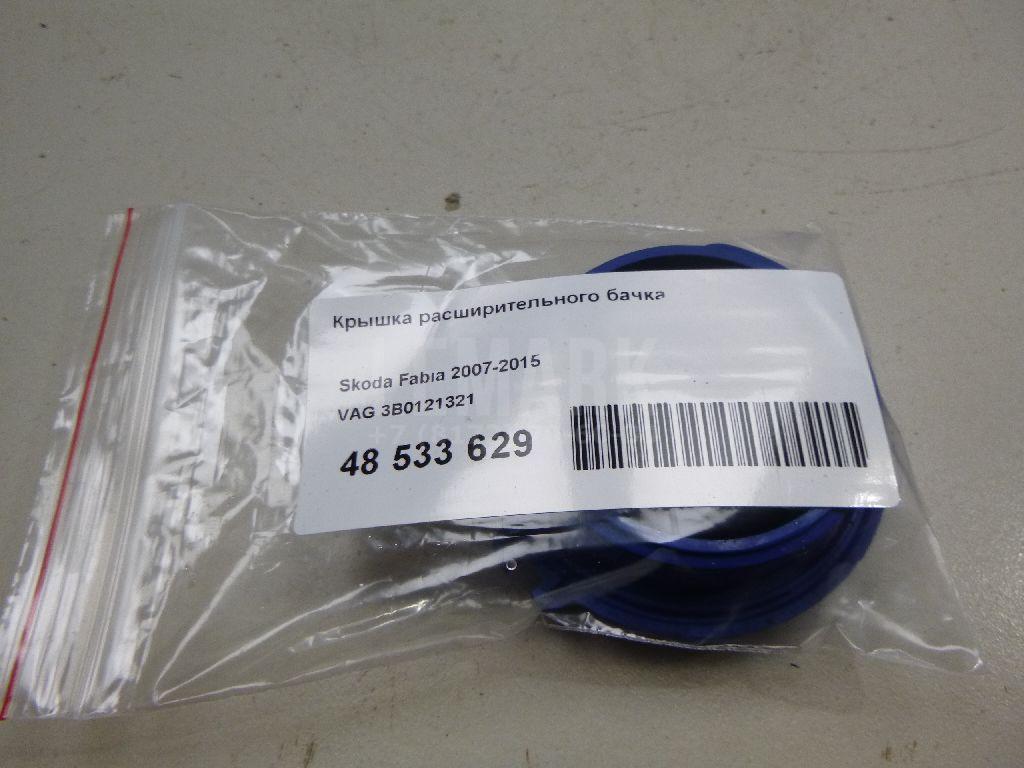 Крышка расширительного бачка
Skoda Fabia 2007-2015
VAG 3B0121321
48 533 629